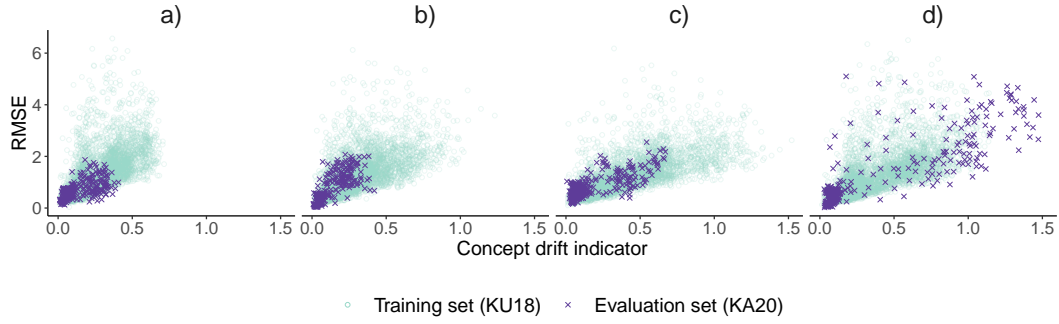 a) b) c) d)
6
4
2
0
RMSE
0.0 0.5 1.0 1.5 0.0 0.5 1.0 1.5 0.0 0.5 1.0 1.5 0.0 0.5 1.0 1.5
Concept drift indicator
Training set (KU18) Evaluation set (KA20)